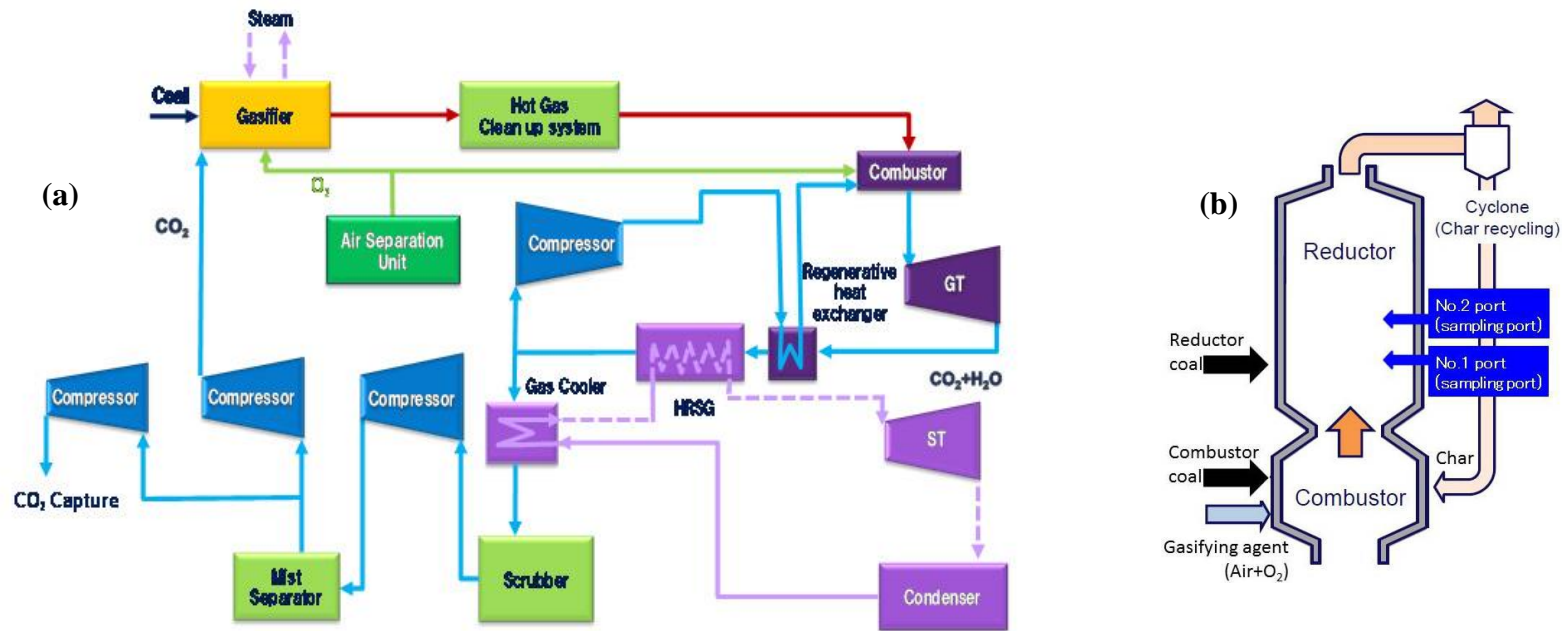 Steam
Coal
Gasifier
Hot Gas
Clean up system
(a)
O₂
Combustor
CO₂
Air Separation
Unit
Compressor
Regenerative
heat
exchanger
GT
CO₂+H₂O
Gas Cooler
HRSG
Compressor
Compressor
Compressor
ST
CO₂ Capture
Mist
Separator
Scrubber
Condenser
(b)
Cyclone
(Char recycling)
Reductor
No.2 port
(sampling port)
Reductor
coal
No.1 port
(sampling port)
Combustor
coal
Char
Combustor
Gasifying agent
(Air+O₂)